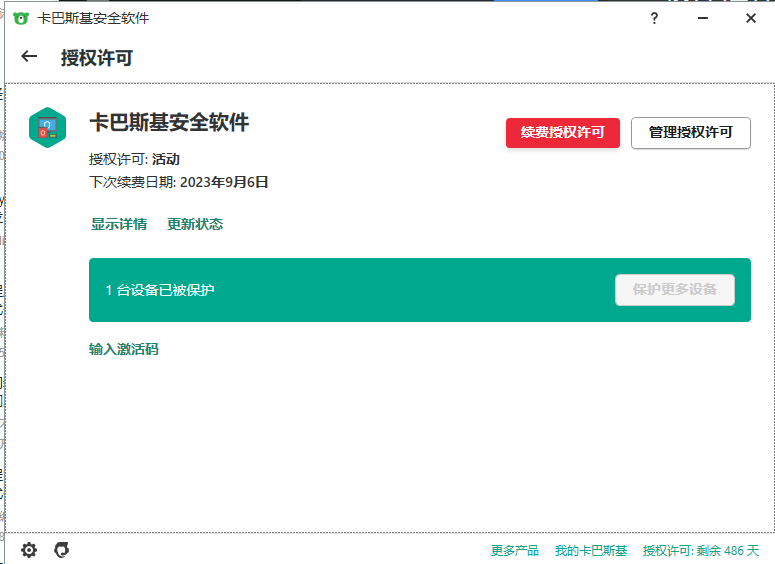 卡巴斯基安全软件
?
授权许可
卡巴斯基安全软件
续费授权许可
管理授权许可
授权许可: 活动
下次续费日期: 2023年9月6日
显示详情 更新状态
1 台设备已被保护
保护更多设备
输入激活码
更多产品 我的卡巴斯基 授权许可: 剩余 486 天